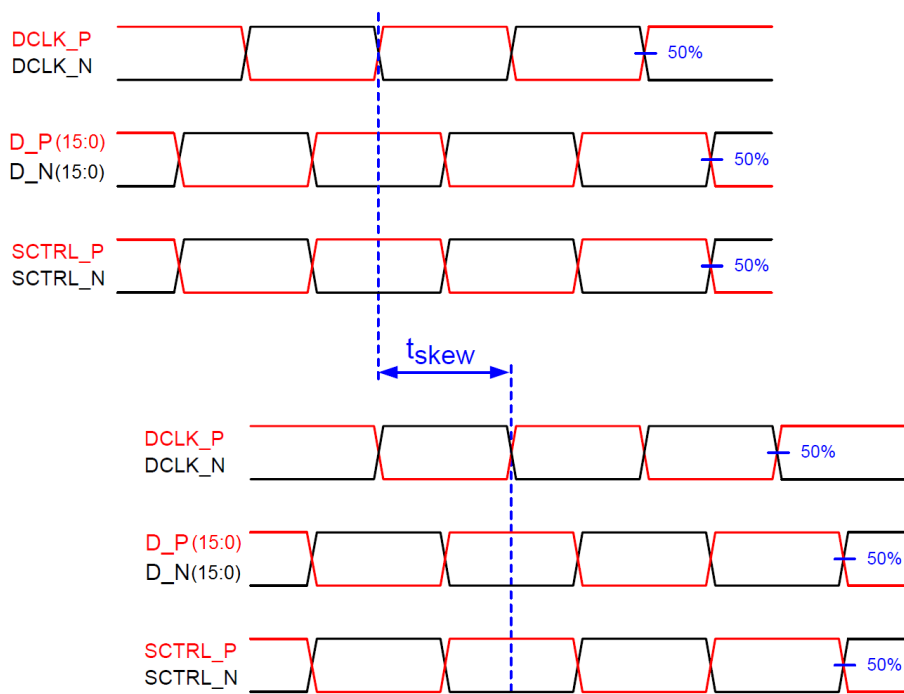 DCLK_P
DCLK_N
50%
D_P(15:0)
D_N(15:0)
50%
SCTRL_P
SCTRL_N
50%
tskew
DCLK_P
DCLK_N
50%
D_P(15:0)
D_N(15:0)
50%
SCTRL_P
SCTRL_N
50%